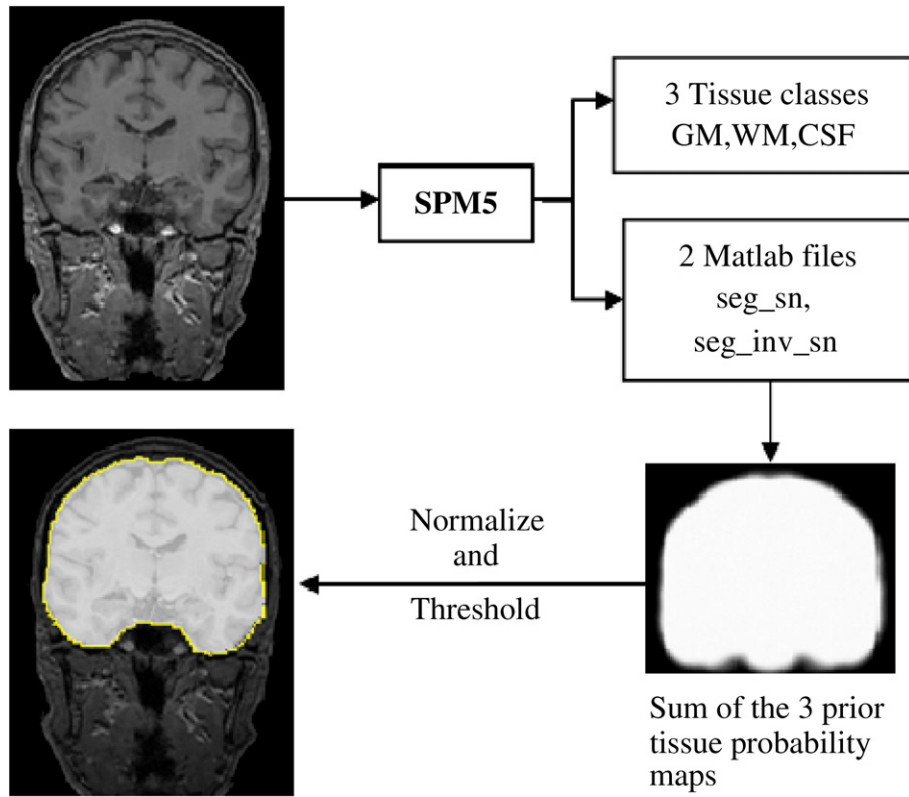 3 Tissue classes
GM,WM,CSF
SPM5
2 Matlab files
seg_sn,
seg_inv_sn
Normalize
and
Threshold
Sum of the 3 prior
tissue probability
maps